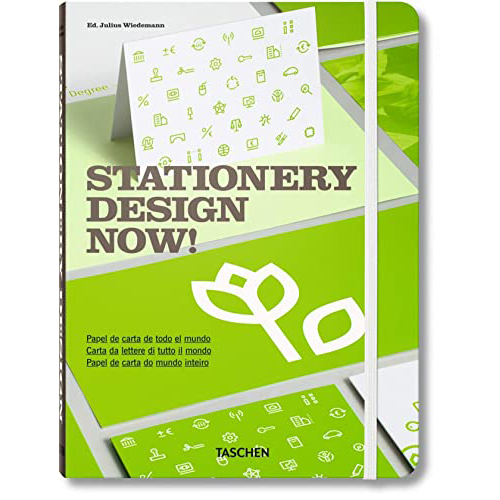 Ed. Julius Wiedemann
Degree
STATIONERY
DESIGN
NOW!
Papel de carta de todo el mundo
Carta da lettere di tutto il mondo
Papel de carta do mundo inteiro
TASCHEN